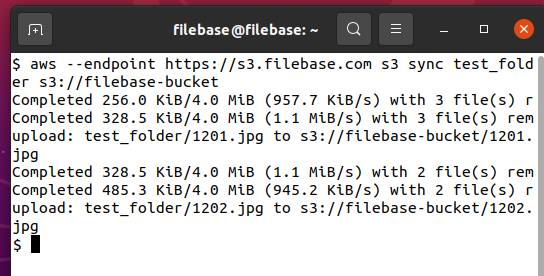 filebase@filebase: ~
$ aws --endpoint https://s3.filebase.com s3 sync test_fold
er s3://filebase-bucket
Completed 256.0 KiB/4.0 MiB (957.7 KiB/s) with 3 file(s) r
Completed 328.5 KiB/4.0 MiB (1.1 MiB/s) with 3 file(s) rem
upload: test_folder/1201.jpg to s3://filebase-bucket/1201.
jpg
Completed 328.5 KiB/4.0 MiB (1.1 MiB/s) with 2 file(s) rem
Completed 485.3 KiB/4.0 MiB (945.2 KiB/s) with 2 file(s) r
upload: test_folder/1202.jpg to s3://filebase-bucket/1202.
jpg
$